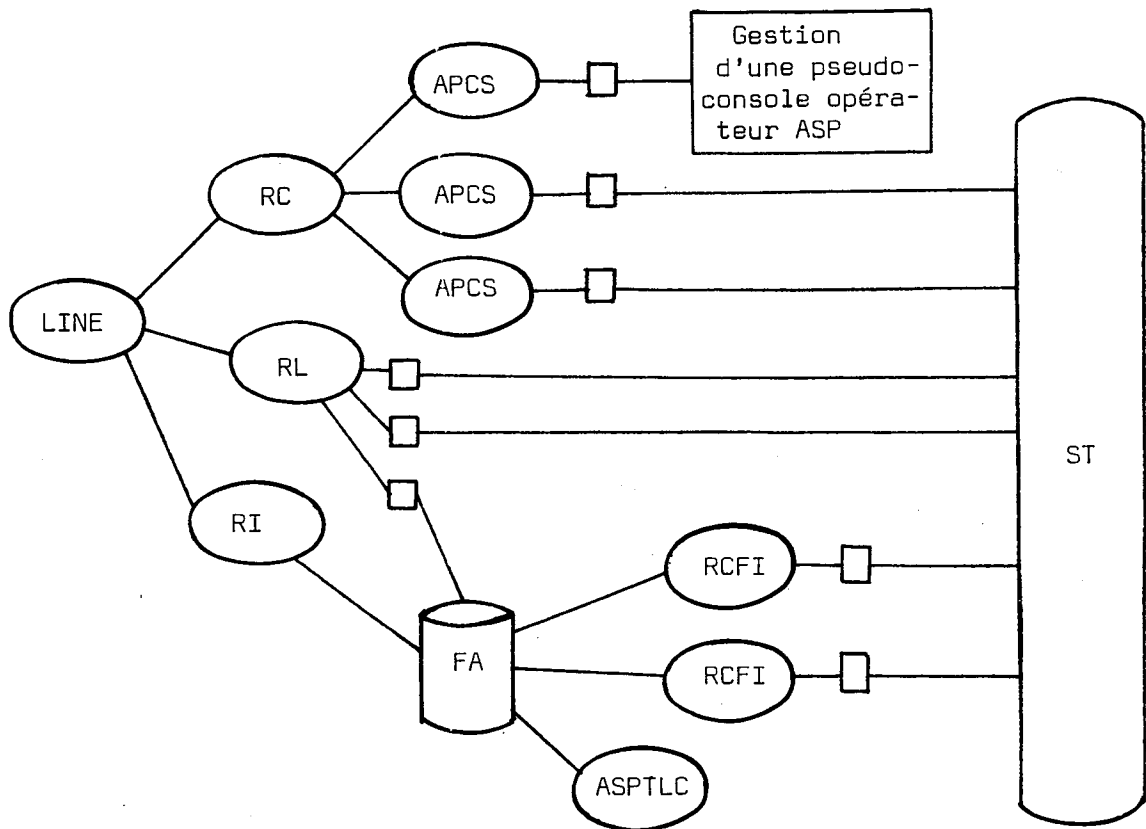 Gestion
d'une pseudo-
console opéra-
teur ASP
APCS
RC
APCS
APCS
LINE
RL
ST
RI
RCFI
FA
RCFI
ASPTLC